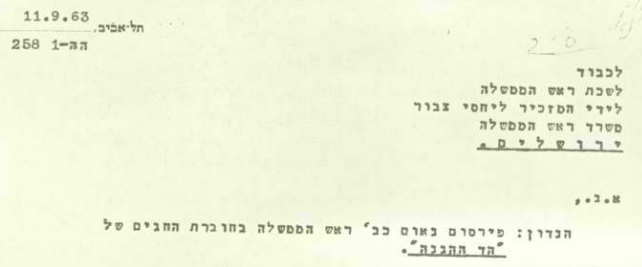 תל-אביב, 11.9.63
הה-1 258
לכבוד
לשכת ראש הממשלה
לידי המזכיר ליחסי צבור
משרד ראש הממשלה
ירושלים.
א.נ.,
הנדון: פירסום נאום כב' ראש הממשלה בחוברת החגים של
"הד ההגנה".